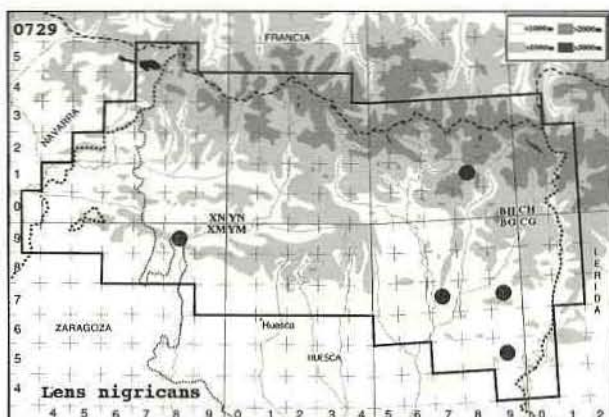 0729
FRANCIA
5
4
NAVARRA
3
2
1
0
XN YN
XM YM
BH CH
BG CG
9
8
LERIDA
7
ZARAGOZA
Huesca
6
HUESCA
5
Lens nigricans
4
4 5 6 7 8 9 0 1 2 3 4 5 6 7 8 9 0 1